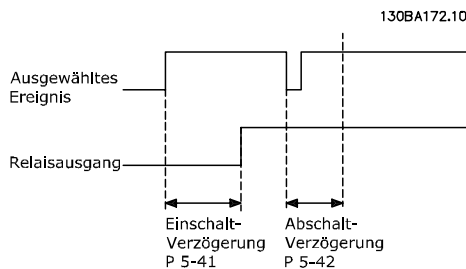 130BA172.10
Ausgewähltes
Ereignis
Relaisausgang
Einschalt-
Verzögerung
P 5-41
Abschalt-
Verzögerung
P 5-42